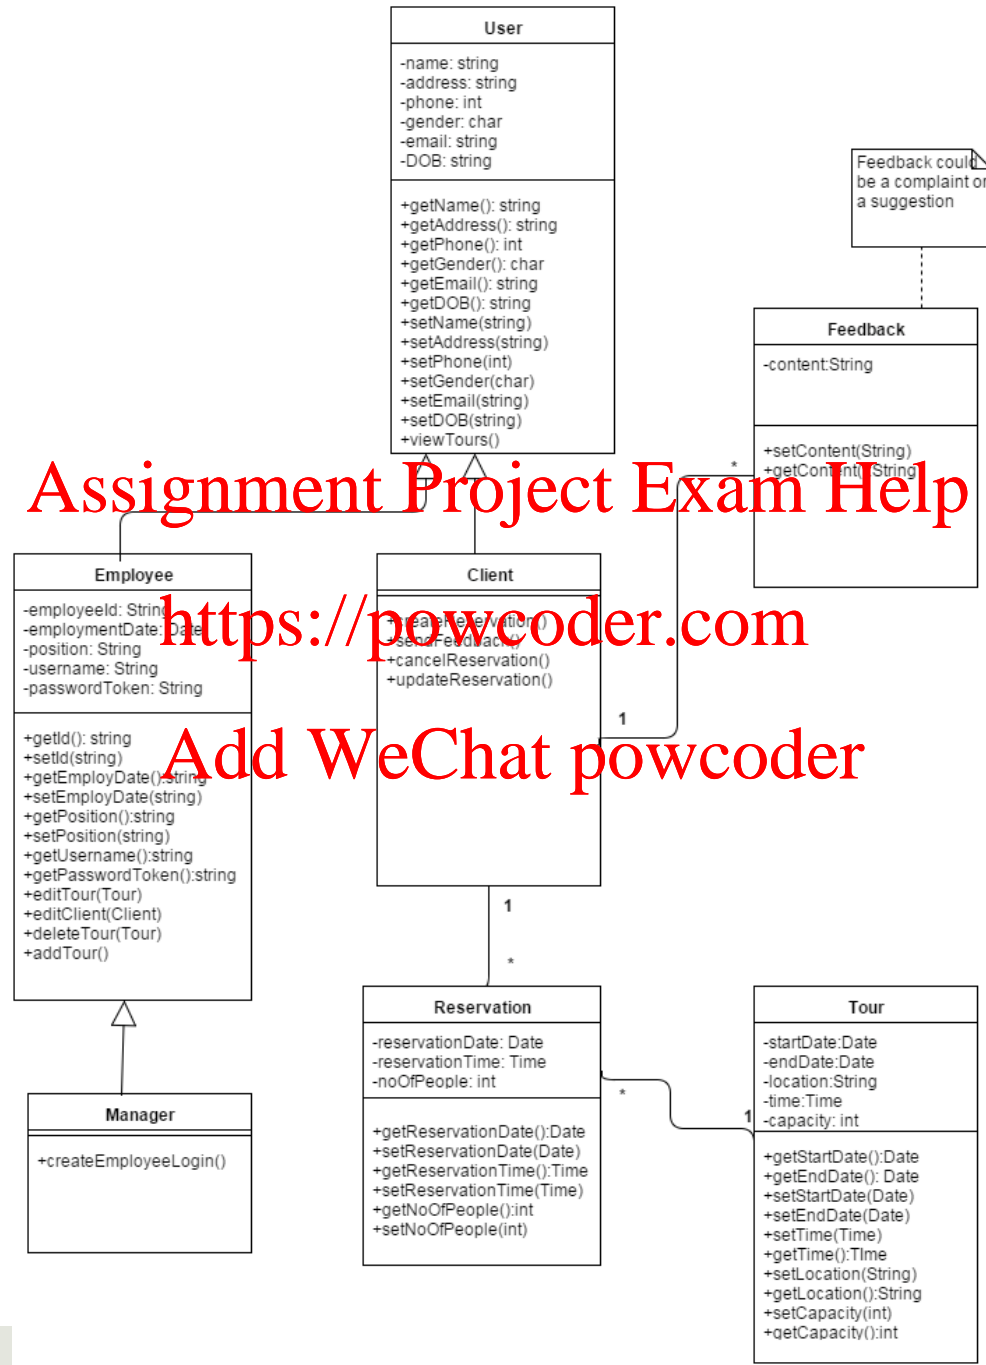 User
-name: string
-address: string
-phone: int
-gender: char
-email: string
-DOB: string
+getName(): string
+getAddress(): string
+getPhone(): int
+getGender(): char
+getEmail(): string
+getDOB(): string
+setName(string)
+setAddress(string)
+setPhone(int)
+setGender(char)
+setEmail(string)
+setDOB(string)
+viewTours()
Feedback could
be a complaint or
a suggestion
Feedback
-content:String
+setContent(String)
+getContent():String
*
Assignment Project Exam Help
Employee
-employeeId: String
-employmentDate: Date
-position: String
-username: String
-passwordToken: String
+getId(): string
+setId(string)
+getEmployDate():string
+setEmployDate(string)
+getPosition():string
+setPosition(string)
+getUsername():string
+getPasswordToken():string
+editTour(Tour)
+editClient(Client)
+deleteTour(Tour)
+addTour()
Client
+createReservation()
+sendFeedback()
+cancelReservation()
+updateReservation()
https://powcoder.com
1
Add WeChat powcoder
1
*
Manager
+createEmployeeLogin()
Reservation
-reservationDate: Date
-reservationTime: Time
-noOfPeople: int
+getReservationDate():Date
+setReservationDate(Date)
+getReservationTime():Time
+setReservationTime(Time)
+getNoOfPeople():int
+setNoOfPeople(int)
*
1
Tour
-startDate:Date
-endDate:Date
-location:String
-time:Time
-capacity: int
+getStartDate():Date
+getEndDate(): Date
+setStartDate(Date)
+setEndDate(Date)
+setTime(Time)
+getTime():TIme
+setLocation(String)
+getLocation():String
+setCapacity(int)
+getCapacity():int